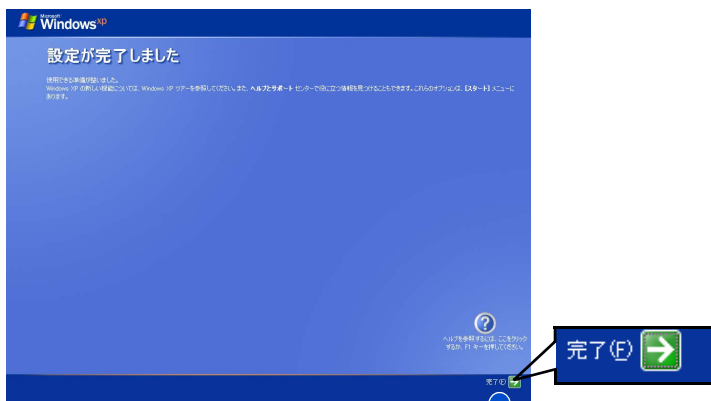 Microsoft
Windows xp
設定が完了しました
使用できる準備が整いました。
Windows XP の新しい機能については、Windows XP ツアーを参照してください。また、ヘルプとサポート センターで役に立つ情報を見つけることもできます。これらのオプションは、[スタート] メニューに
あります。
ヘルプを参照するには、ここをクリック
するか、F1 キーを押してください。
完了(F)
完了(F)